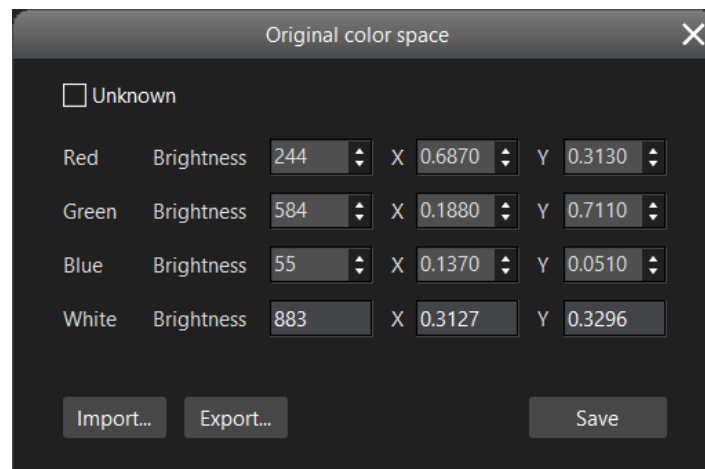 Original color space
Unknown
Red Brightness 244 X 0.6870 Y 0.3130
Green Brightness 584 X 0.1880 Y 0.7110
Blue Brightness 55 X 0.1370 Y 0.0510
White Brightness 883 X 0.3127 Y 0.3296
Import... Export... Save